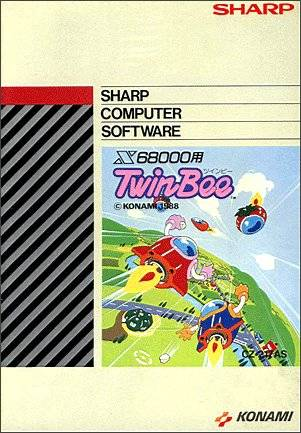 SHARP
SHARP
COMPUTER
SOFTWARE
X68000用
ツインビー
TwinBee
TM
© KONAMI 1988
KONAMI